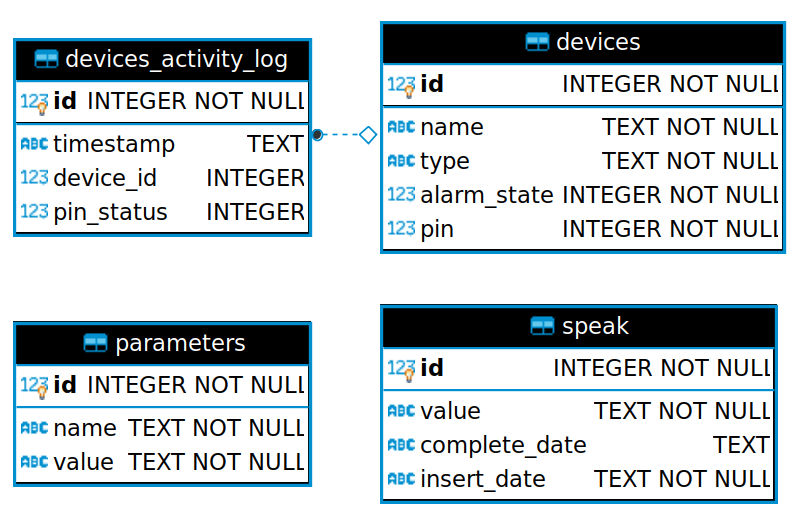 devices_activity_log
123 id INTEGER NOT NULL
ABC timestamp TEXT
123 device_id INTEGER
123 pin_status INTEGER
devices
123 id INTEGER NOT NULL
ABC name TEXT NOT NULL
ABC type TEXT NOT NULL
123 alarm_state INTEGER NOT NULL
123 pin INTEGER NOT NULL
parameters
123 id INTEGER NOT NULL
ABC name TEXT NOT NULL
ABC value TEXT NOT NULL
speak
123 id INTEGER NOT NULL
ABC value TEXT NOT NULL
ABC complete_date TEXT
ABC insert_date TEXT NOT NULL